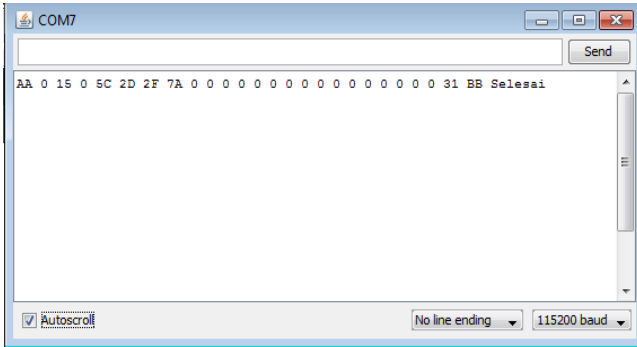 COM7
Send
AA 0 15 0 5C 2D 2F 7A 0 0 0 0 0 0 0 0 0 0 0 0 0 0 0 0 31 BB Selesai
Autoscroll
No line ending
115200 baud